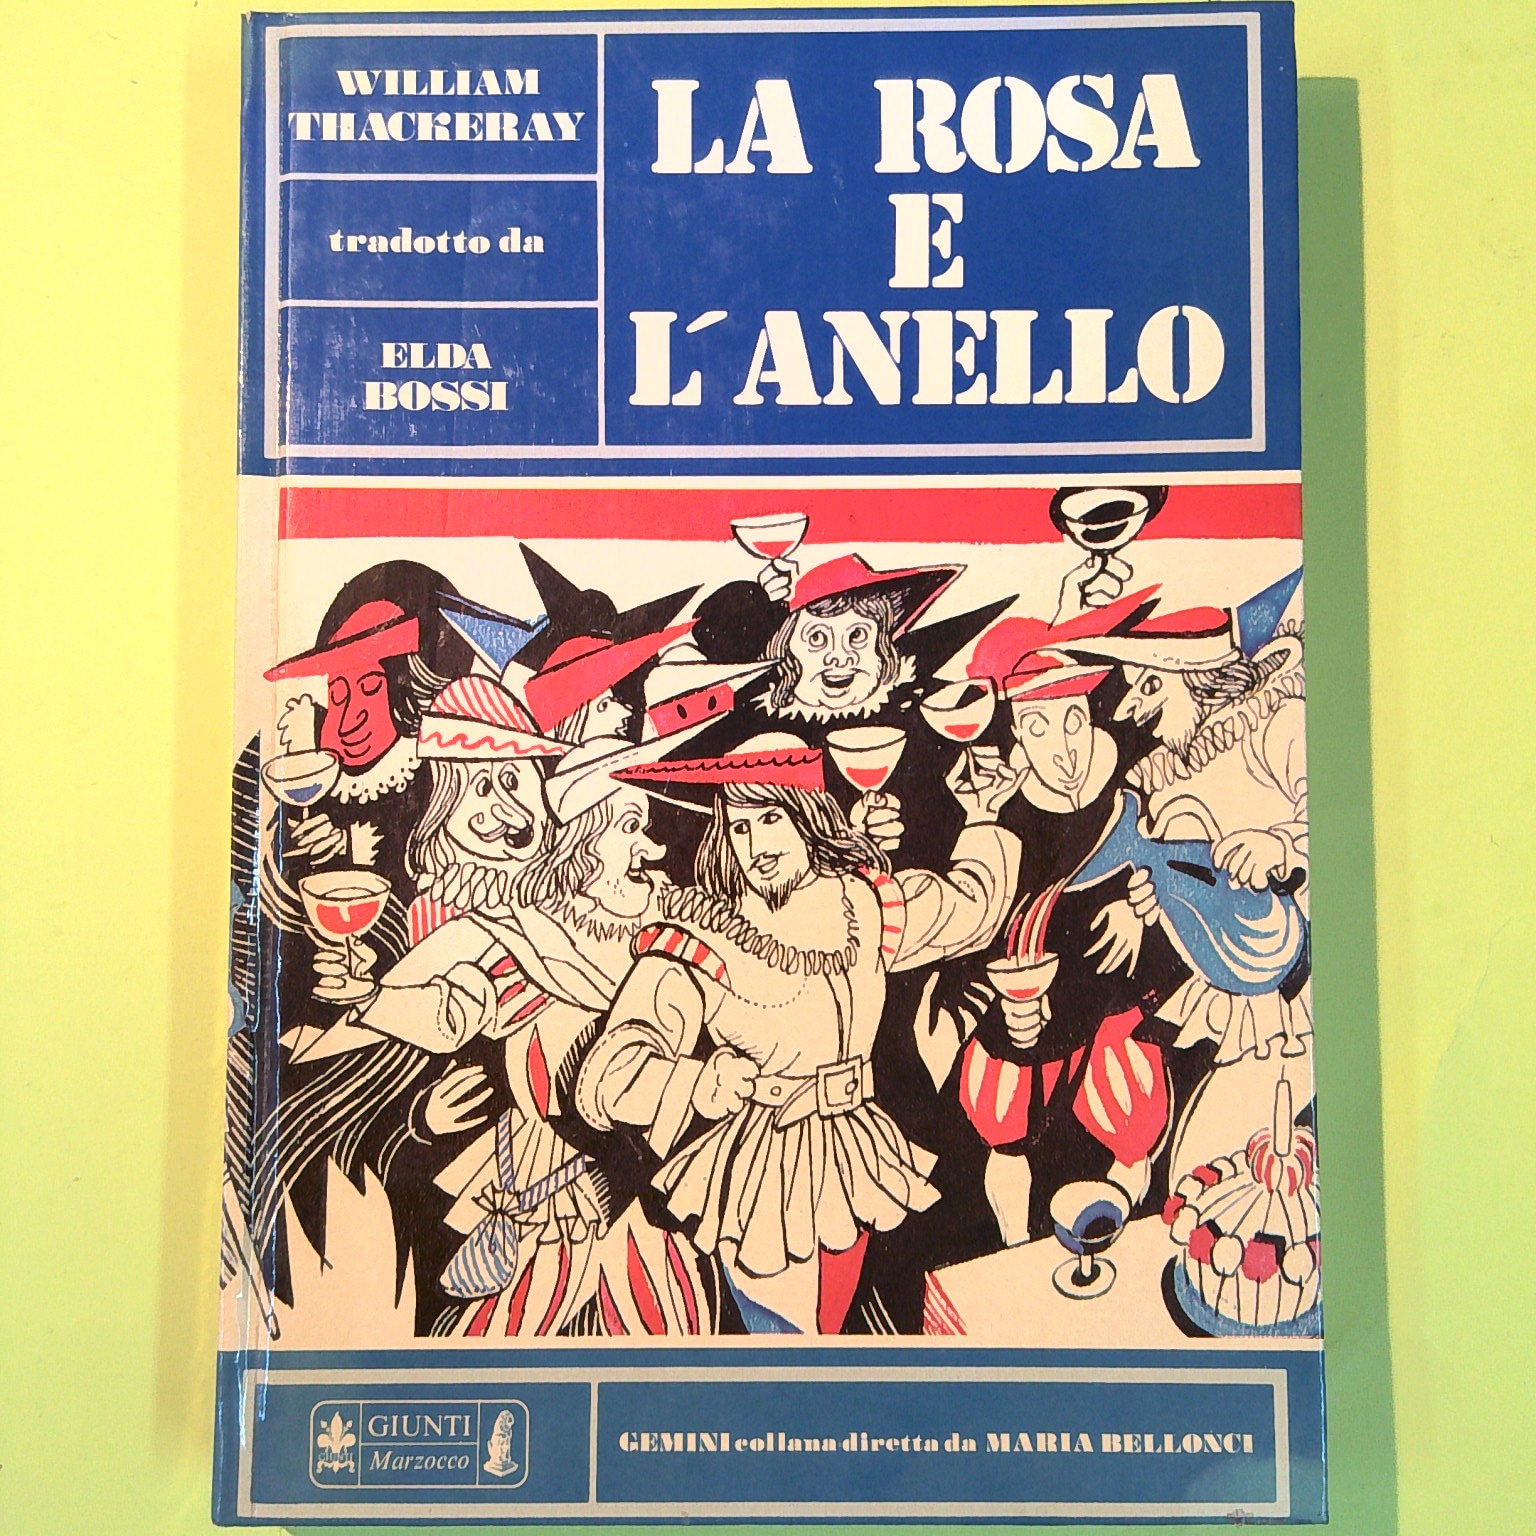 WILLIAM
THACKERAY
tradotto da
ELDA
BOSSI
LA ROSA
E
L'ANELLO
GIUNTI
Marzocco
GEMINI collana diretta da MARIA BELLONCI